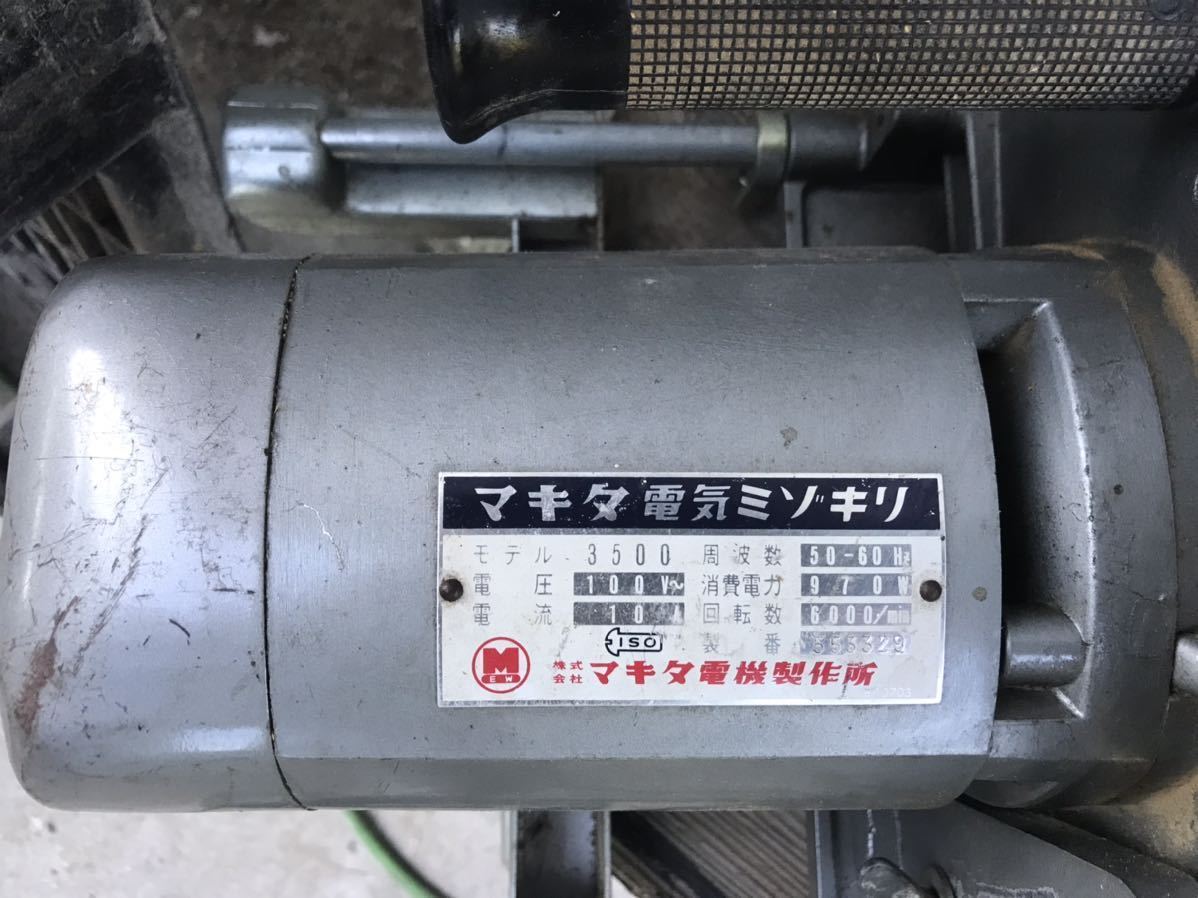 マキタ電気ミゾキリ
モデル 3500 周波数 50-60Hz
電圧 100V~ 消費電力 970W
電流 10A 回転数 6000/min
ISO 製番
M
EW
株式会社 マキタ電機製作所